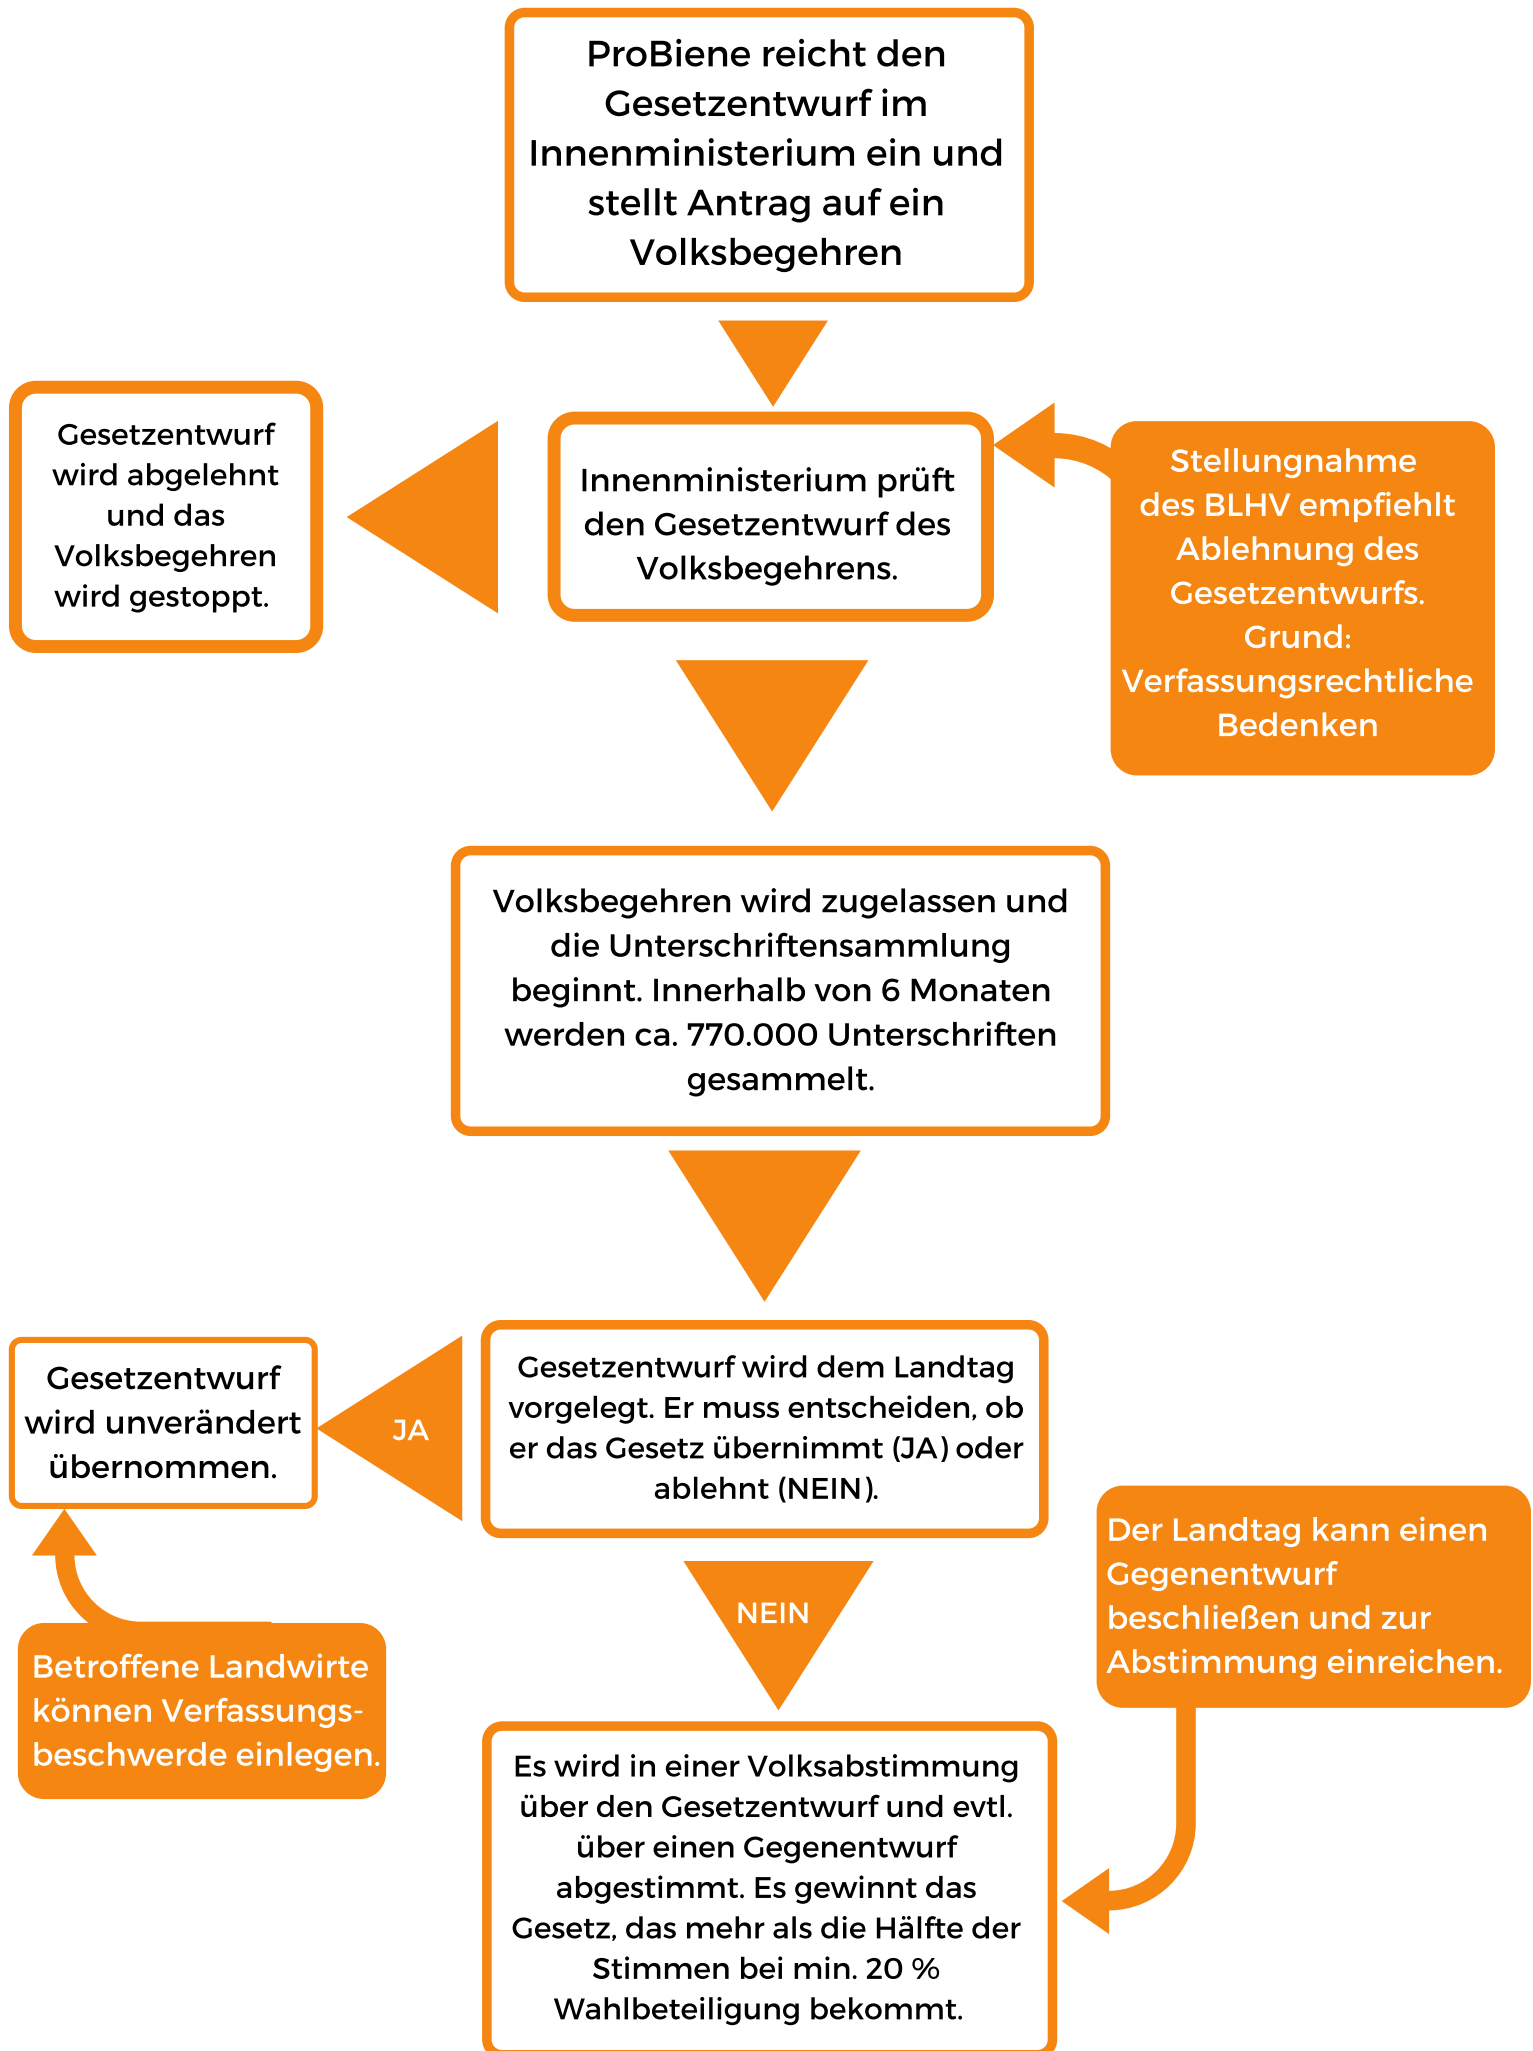 ProBiene reicht den
Gesetzentwurf im
Innenministerium ein und
stellt Antrag auf ein
Volksbegehren
Gesetzentwurf
wird abgelehnt
und das
Volksbegehren
wird gestoppt.
Innenministerium prüft
den Gesetzentwurf des
Volksbegehrens.
Stellungnahme
des BLHV empfiehlt
Ablehnung des
Gesetzentwurfs.
Grund:
Verfassungsrechtliche
Bedenken
Volksbegehren wird zugelassen und
die Unterschriftensammlung
beginnt. Innerhalb von 6 Monaten
werden ca. 770.000 Unterschriften
gesammelt.
Gesetzentwurf
wird unverändert
übernommen.
JA
Gesetzentwurf wird dem Landtag
vorgelegt. Er muss entscheiden, ob
er das Gesetz übernimmt (JA) oder
ablehnt (NEIN).
Betroffene Landwirte
können Verfassungs-
beschwerde einlegen.
NEIN
Der Landtag kann einen
Gegenentwurf
beschließen und zur
Abstimmung einreichen.
Es wird in einer Volksabstimmung
über den Gesetzentwurf und evtl.
über einen Gegenentwurf
abgestimmt. Es gewinnt das
Gesetz, das mehr als die Hälfte der
Stimmen bei min. 20 %
Wahlbeteiligung bekommt.